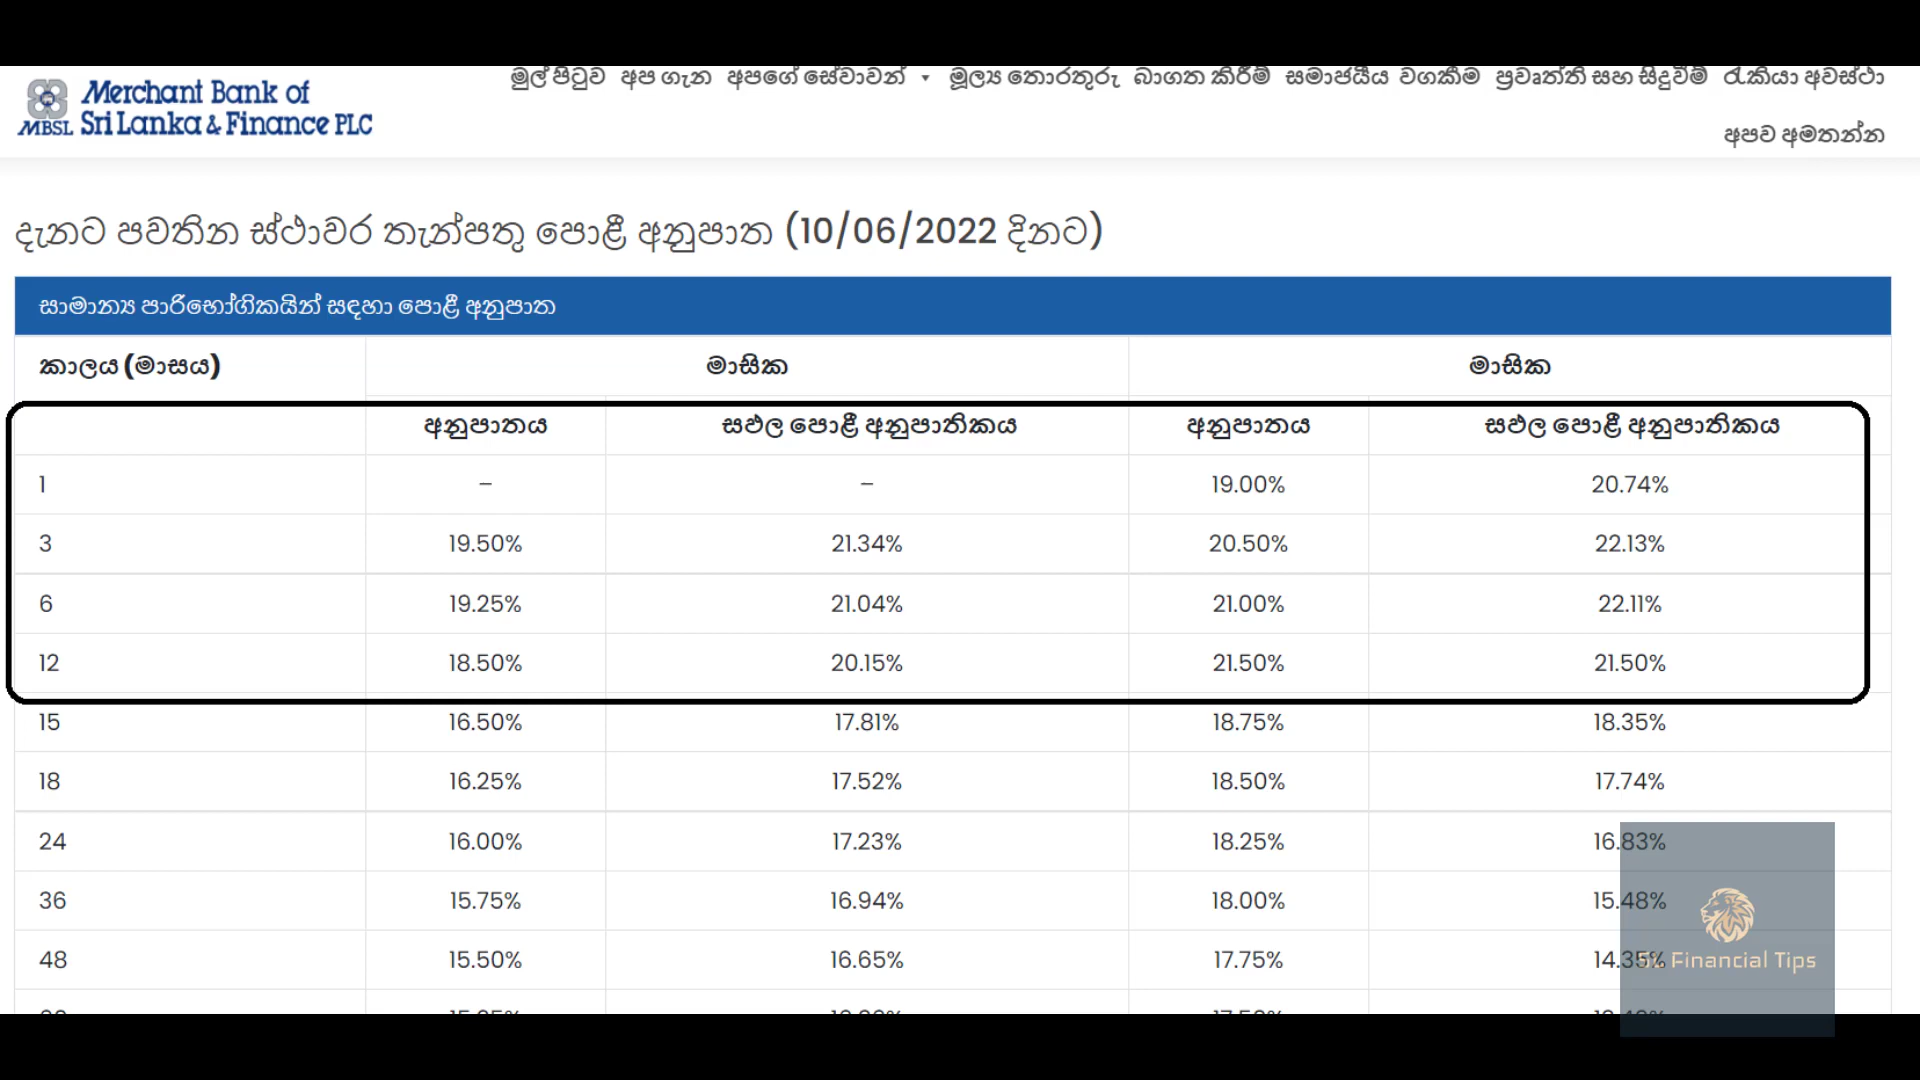 Merchant Bank of
MBSL Sri Lanka & Finance PLC
මුල් පිටුව අප ගැන අපගේ සේවාවන් මූල්‍ය තොරතුරු බාගත කිරීම් සමාජයීය වගකීම ප්‍රවෘත්ති සහ සිදුවීම් රැකියා අවස්ථා
අපව අමතන්න
දැනට පවතින ස්ථාවර තැන්පතු පොළී අනුපාත (10/06/2022 දිනට)
සාමාන්‍ය පාරිභෝගිකයින් සඳහා පොළී අනුපාත
කාලය (මාසය) මාසික මාසික
අනුපාතය සඵල පොළී අනුපාතිකය අනුපාතය සඵල පොළී අනුපාතිකය
1 – – 19.00% 20.74%
3 19.50% 21.34% 20.50% 22.13%
6 19.25% 21.04% 21.00% 22.11%
12 18.50% 20.15% 21.50% 21.50%
15 16.50% 17.81% 18.75% 18.35%
18 16.25% 17.52% 18.50% 17.74%
24 16.00% 17.23% 18.25% 16.83%
36 15.75% 16.94% 18.00% 15.48%
48 15.50% 16.65% 17.75% 14.35%
Financial Tips